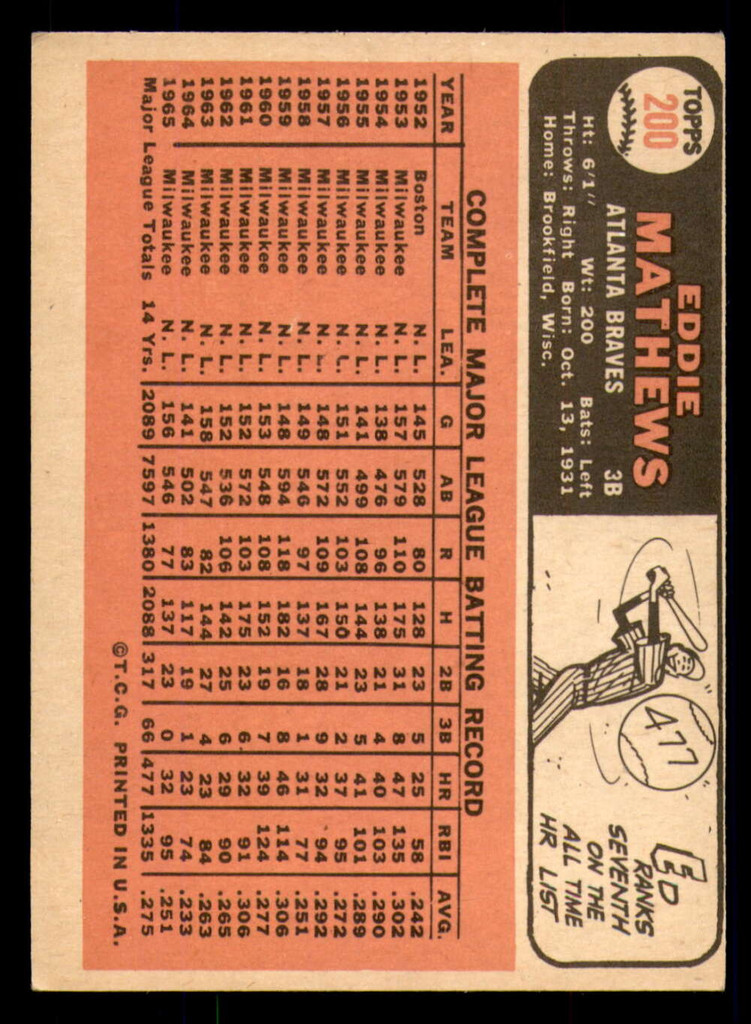 TOPPS
200
EDDIE
MATHEWS
ATLANTA BRAVES 3B
Ht: 6'1" Wt: 200 Bats: Left
Throws: Right Born: Oct. 13, 1931
Home: Brookfield, Wisc.
477
ED
RANKS
SEVENTH
ON THE
ALL TIME
HR LIST
COMPLETE MAJOR LEAGUE BATTING RECORD
YEAR TEAM LEA. G AB R H 2B 3B HR RBI AVG.
1952 Boston N. L. 145 528 80 128 23 5 25 58 .242
1953 Milwaukee N. L. 157 579 110 175 31 8 47 135 .302
1954 Milwaukee N. L. 138 476 96 138 21 4 40 103 .290
1955 Milwaukee N. L. 141 499 108 144 23 5 41 101 .289
1956 Milwaukee N. L. 151 552 103 150 21 2 37 95 .272
1957 Milwaukee N. L. 148 572 109 167 28 9 32 94 .292
1958 Milwaukee N. L. 149 546 97 137 18 1 31 77 .251
1959 Milwaukee N. L. 148 594 118 182 16 8 46 114 .306
1960 Milwaukee N. L. 153 548 108 152 19 7 39 124 .277
1961 Milwaukee N. L. 152 572 103 175 23 6 32 91 .306
1962 Milwaukee N. L. 152 536 106 142 25 6 29 90 .265
1963 Milwaukee N. L. 158 547 82 144 27 4 23 84 .263
1964 Milwaukee N. L. 141 502 83 117 19 1 23 74 .233
1965 Milwaukee N. L. 156 546 77 137 23 0 32 95 .251
Major League Totals 14 Yrs. 2089 7597 1380 2088 317 66 477 1335 .275
©T.C.G. PRINTED IN U.S.A.